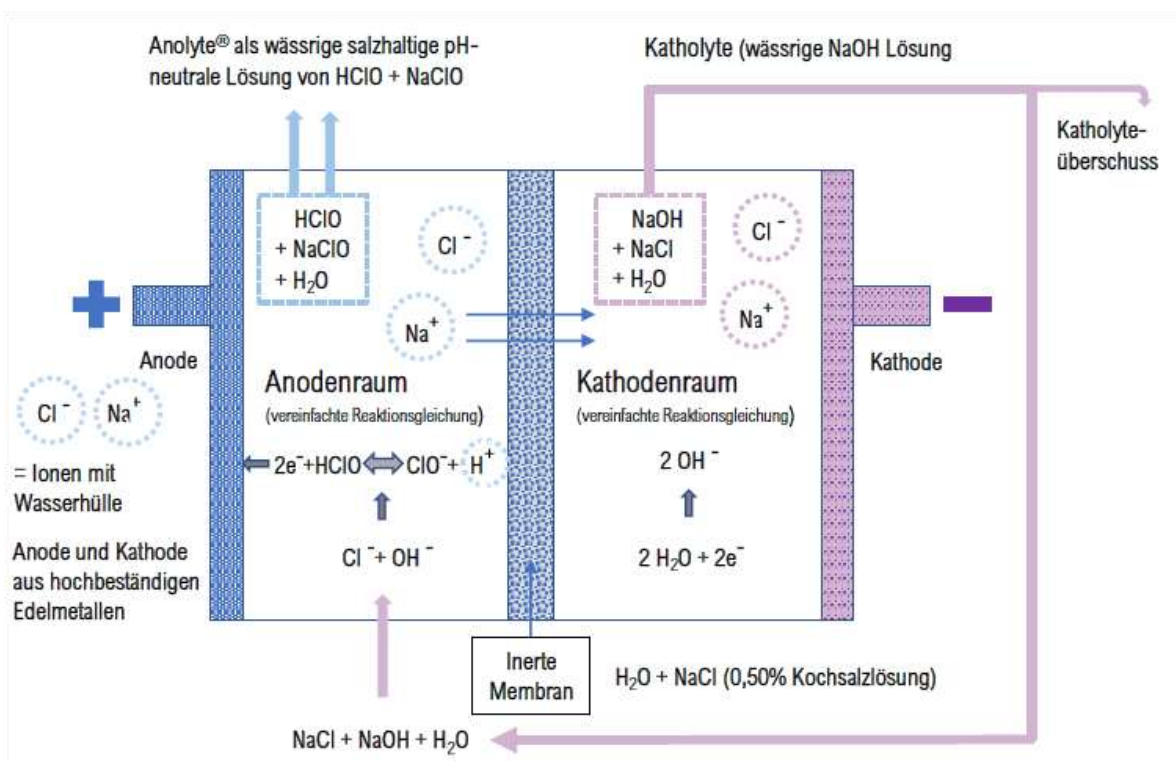 Anolyte® als wässrige salzhaltige pH-
neutrale Lösung von HClO + NaClO
Katholyte (wässrige NaOH Lösung
Katholyte-
überschuss
HClO
+ NaClO
+ H₂O
Cl⁻
Na⁺
NaOH
+ NaCl
+ H₂O
Cl⁻
Na⁺
+
Anode
−
Kathode
Cl⁻ Na⁺
= Ionen mit
Wasserhülle
Anode und Kathode
aus hochbeständigen
Edelmetallen
Anodenraum
(vereinfachte Reaktionsgleichung)
2e⁻+HClO ⇔ ClO⁻+ H⁺
Cl⁻+ OH⁻
Kathodenraum
(vereinfachte Reaktionsgleichung)
2 OH⁻
2 H₂O + 2e⁻
Inerte
Membran
H₂O + NaCl (0,50% Kochsalzlösung)
NaCl + NaOH + H₂O